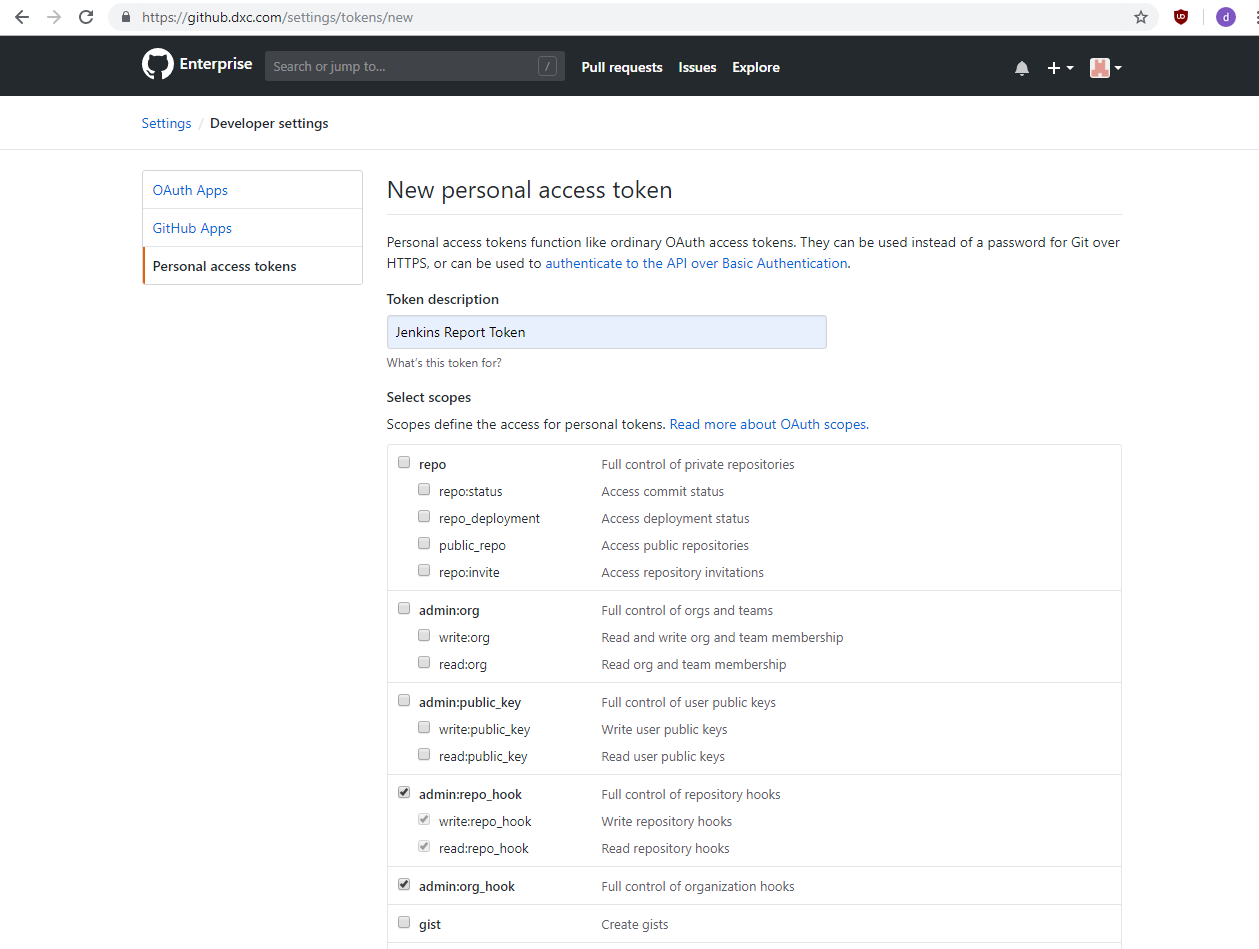 https://github.dxc.com/settings/tokens/new
d
Enterprise
Search or jump to...
/
Pull requests
Issues
Explore
Settings / Developer settings
OAuth Apps
GitHub Apps
Personal access tokens
New personal access token
Personal access tokens function like ordinary OAuth access tokens. They can be used instead of a password for Git over
HTTPS, or can be used to authenticate to the API over Basic Authentication.
Token description
Jenkins Report Token
What's this token for?
Select scopes
Scopes define the access for personal tokens. Read more about OAuth scopes.
repo Full control of private repositories
repo:status Access commit status
repo_deployment Access deployment status
public_repo Access public repositories
repo:invite Access repository invitations
admin:org Full control of orgs and teams
write:org Read and write org and team membership
read:org Read org and team membership
admin:public_key Full control of user public keys
write:public_key Write user public keys
read:public_key Read user public keys
admin:repo_hook Full control of repository hooks
write:repo_hook Write repository hooks
read:repo_hook Read repository hooks
admin:org_hook Full control of organization hooks
gist Create gists